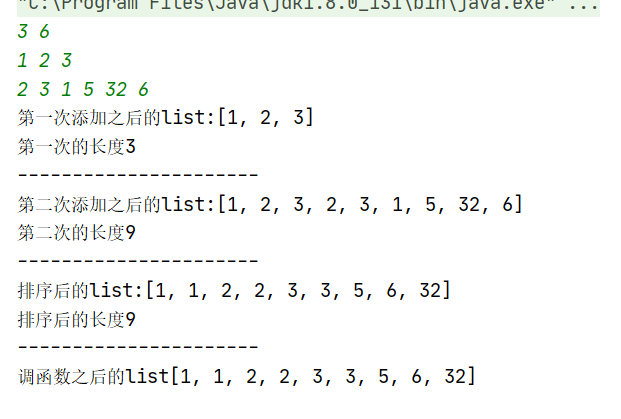 "C:\Program Files\Java\jdk1.8.0_131\bin\java.exe" ...
3 6
1 2 3
2 3 1 5 32 6
第一次添加之后的list:[1, 2, 3]
第一次的长度3
----------------------
第二次添加之后的list:[1, 2, 3, 2, 3, 1, 5, 32, 6]
第二次的长度9
----------------------
排序后的list:[1, 1, 2, 2, 3, 3, 5, 6, 32]
排序后的长度9
----------------------
调函数之后的list[1, 1, 2, 2, 3, 3, 5, 6, 32]